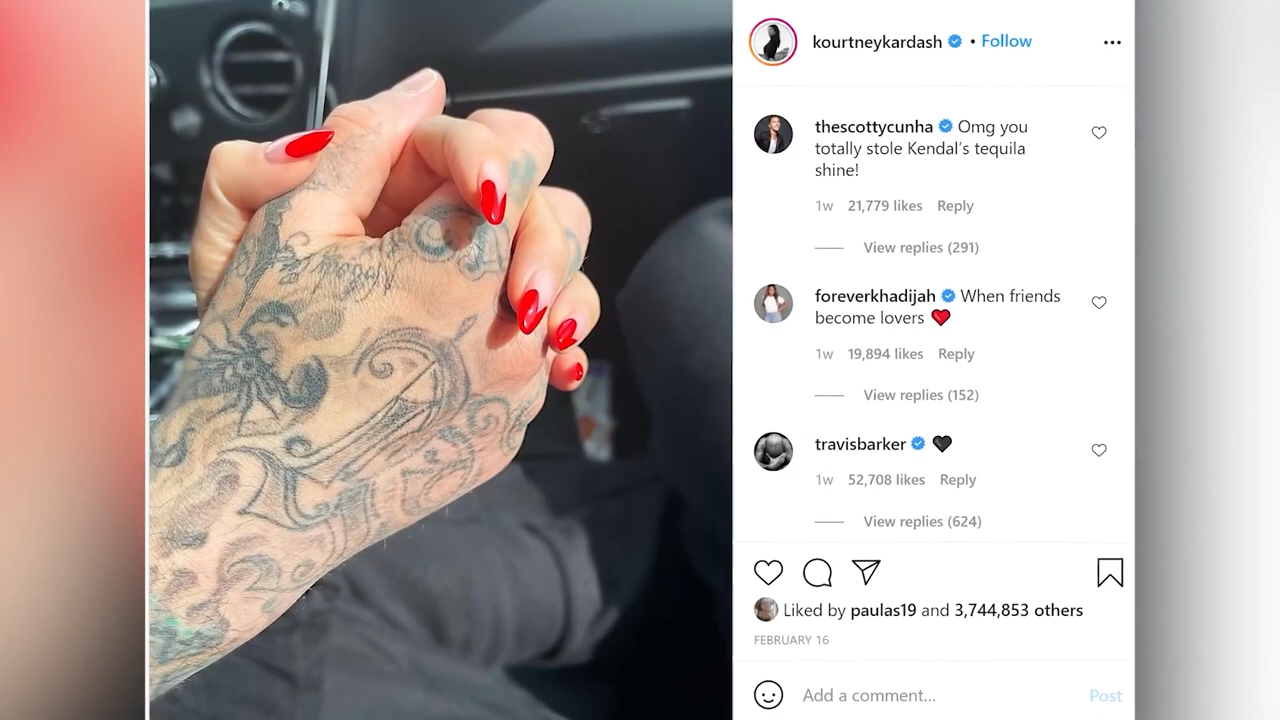 kourtneykardash • Follow
thescottycunha Omg you
totally stole Kendal's tequila
shine!
1w 21,779 likes Reply
View replies (291)
foreverkhadijah When friends
become lovers ❤️
1w 19,894 likes Reply
View replies (152)
travisbarker 🖤
1w 52,708 likes Reply
View replies (624)
Liked by paulas19 and 3,744,853 others
FEBRUARY 16
Add a comment... Post